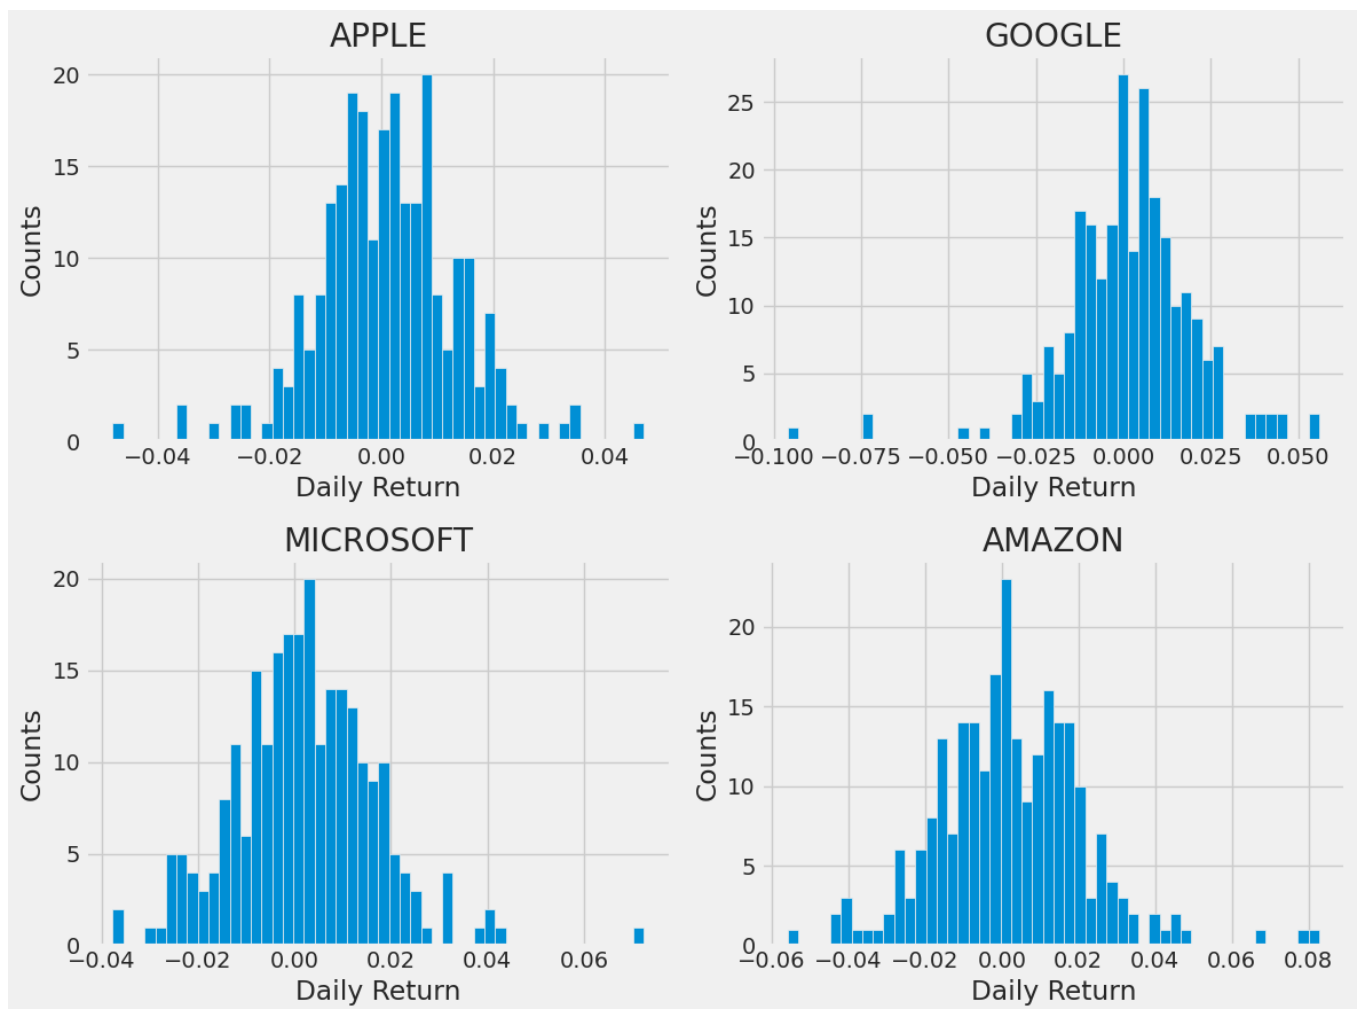 APPLE
20
15
10
5
0
Counts
−0.04 −0.02 0.00 0.02 0.04
Daily Return
GOOGLE
25
20
15
10
5
0
Counts
−0.100 −0.075 −0.050 −0.025 0.000 0.025 0.050
Daily Return
MICROSOFT
20
15
10
5
0
Counts
−0.04 −0.02 0.00 0.02 0.04 0.06
Daily Return
AMAZON
20
15
10
5
0
Counts
−0.06 −0.04 −0.02 0.00 0.02 0.04 0.06 0.08
Daily Return